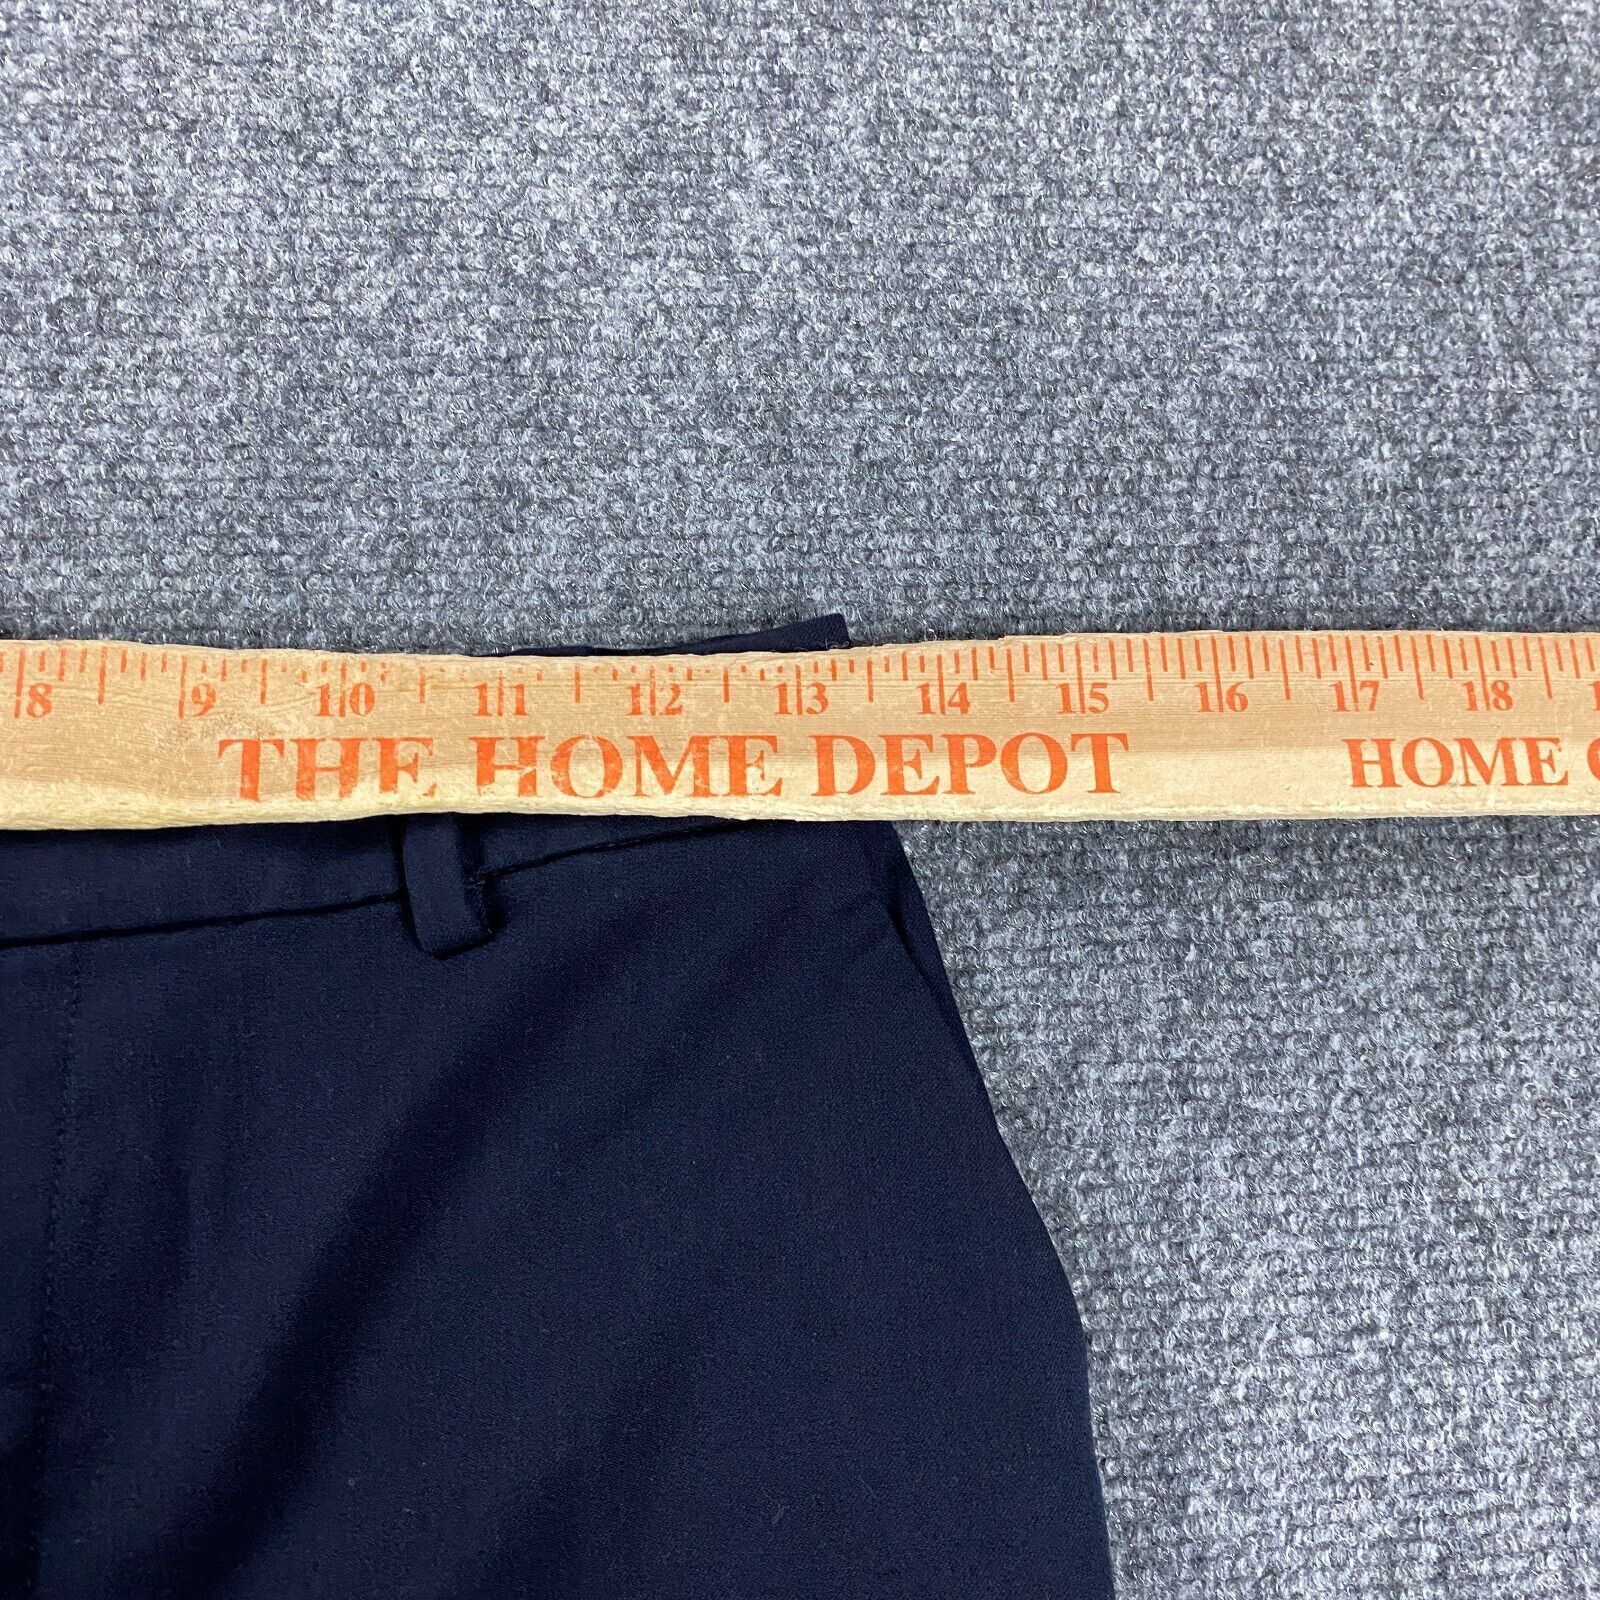 8 9 10 11 12 13 14 15 16 17 18
THE HOME DEPOT HOME